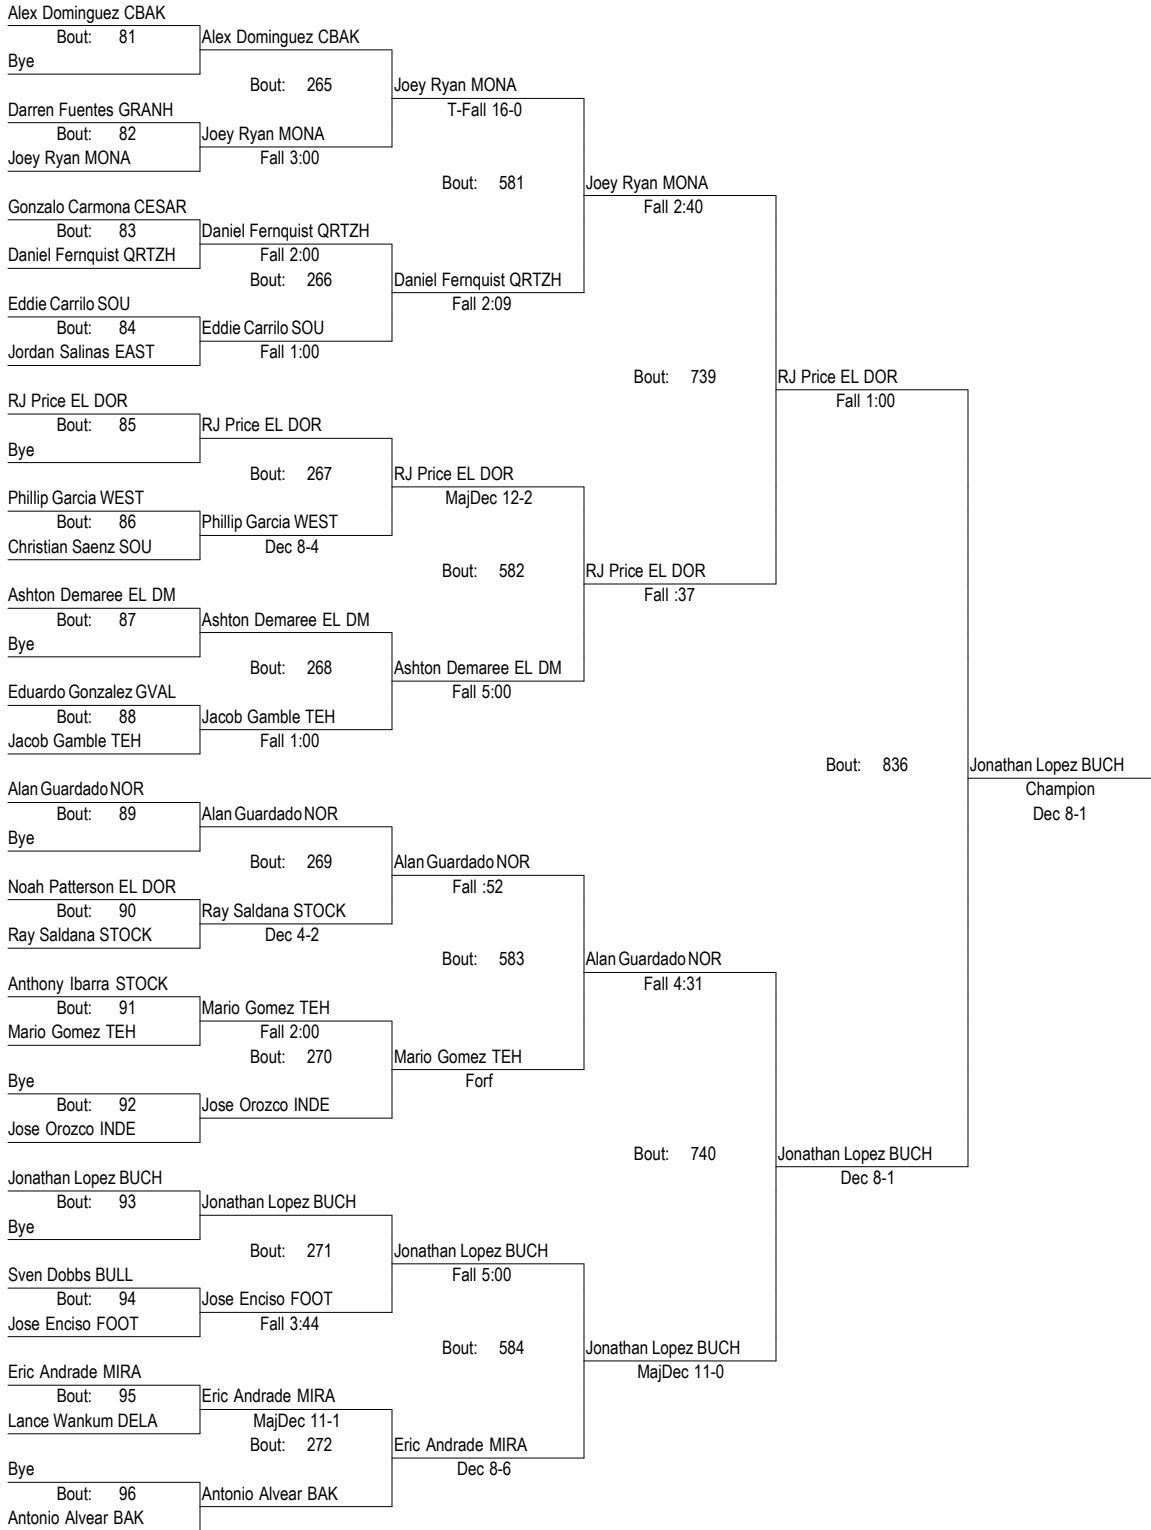 Alex Dominguez CBAK
Bout: 81
Alex Dominguez CBAK
Bye
Bout: 265
Joey Ryan MONA
Darren Fuentes GRANH
T-Fall 16-0
Bout: 82
Joey Ryan MONA
Joey Ryan MONA
Fall 3:00
Bout: 581
Joey Ryan MONA
Gonzalo Carmona CESAR
Fall 2:40
Bout: 83
Daniel Fernquist QRTZH
Daniel Fernquist QRTZH
Fall 2:00
Bout: 266
Daniel Fernquist QRTZH
Eddie Carrilo SOU
Fall 2:09
Bout: 84
Eddie Carrilo SOU
Jordan Salinas EAST
Fall 1:00
Bout: 739
RJ Price EL DOR
RJ Price EL DOR
Fall 1:00
Bout: 85
RJ Price EL DOR
Bye
Bout: 267
RJ Price EL DOR
Phillip Garcia WEST
MajDec 12-2
Bout: 86
Phillip Garcia WEST
Christian Saenz SOU
Dec 8-4
Bout: 582
RJ Price EL DOR
Ashton Demaree EL DM
Fall :37
Bout: 87
Ashton Demaree EL DM
Bye
Bout: 268
Ashton Demaree EL DM
Eduardo Gonzalez GVAL
Fall 5:00
Bout: 88
Jacob Gamble TEH
Jacob Gamble TEH
Fall 1:00
Bout: 836
Jonathan Lopez BUCH
Alan Guardado NOR
Champion
Bout: 89
Alan Guardado NOR
Dec 8-1
Bye
Bout: 269
Alan Guardado NOR
Noah Patterson EL DOR
Fall :52
Bout: 90
Ray Saldana STOCK
Ray Saldana STOCK
Dec 4-2
Bout: 583
Alan Guardado NOR
Anthony Ibarra STOCK
Fall 4:31
Bout: 91
Mario Gomez TEH
Mario Gomez TEH
Fall 2:00
Bout: 270
Mario Gomez TEH
Bye
Forf
Bout: 92
Jose Orozco INDE
Jose Orozco INDE
Bout: 740
Jonathan Lopez BUCH
Jonathan Lopez BUCH
Dec 8-1
Bout: 93
Jonathan Lopez BUCH
Bye
Bout: 271
Jonathan Lopez BUCH
Sven Dobbs BULL
Fall 5:00
Bout: 94
Jose Enciso FOOT
Jose Enciso FOOT
Fall 3:44
Bout: 584
Jonathan Lopez BUCH
Eric Andrade MIRA
MajDec 11-0
Bout: 95
Eric Andrade MIRA
Lance Wankum DELA
MajDec 11-1
Bout: 272
Eric Andrade MIRA
Bye
Dec 8-6
Bout: 96
Antonio Alvear BAK
Antonio Alvear BAK